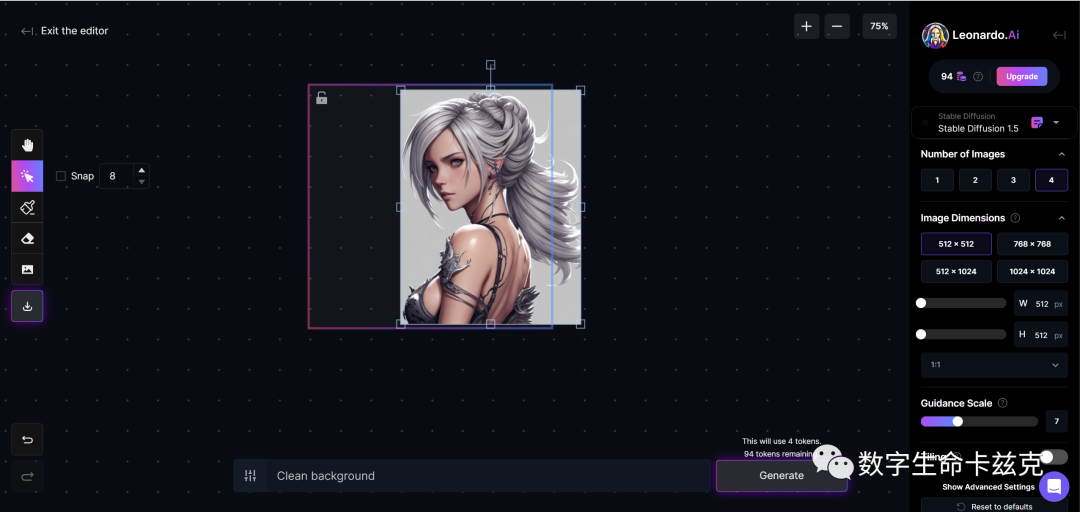 Exit the editor
75%
Leonardo.Ai
94
Upgrade
Stable Diffusion
Stable Diffusion 1.5
Snap
8
Number of Images
1
2
3
4
Image Dimensions
512 × 512
768 × 768
512 × 1024
1024 × 1024
W 512 px
H 512 px
1:1
Guidance Scale
7
This will use 4 tokens.
94 tokens remaining
Clean background
Generate
数字生命卡兹克
Show Advanced Settings
Reset to defaults